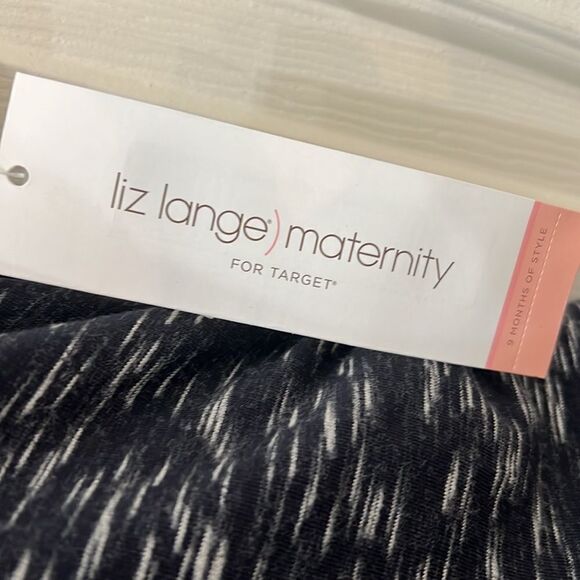 liz lange®) maternity
FOR TARGET®
9 MONTHS OF STYLE